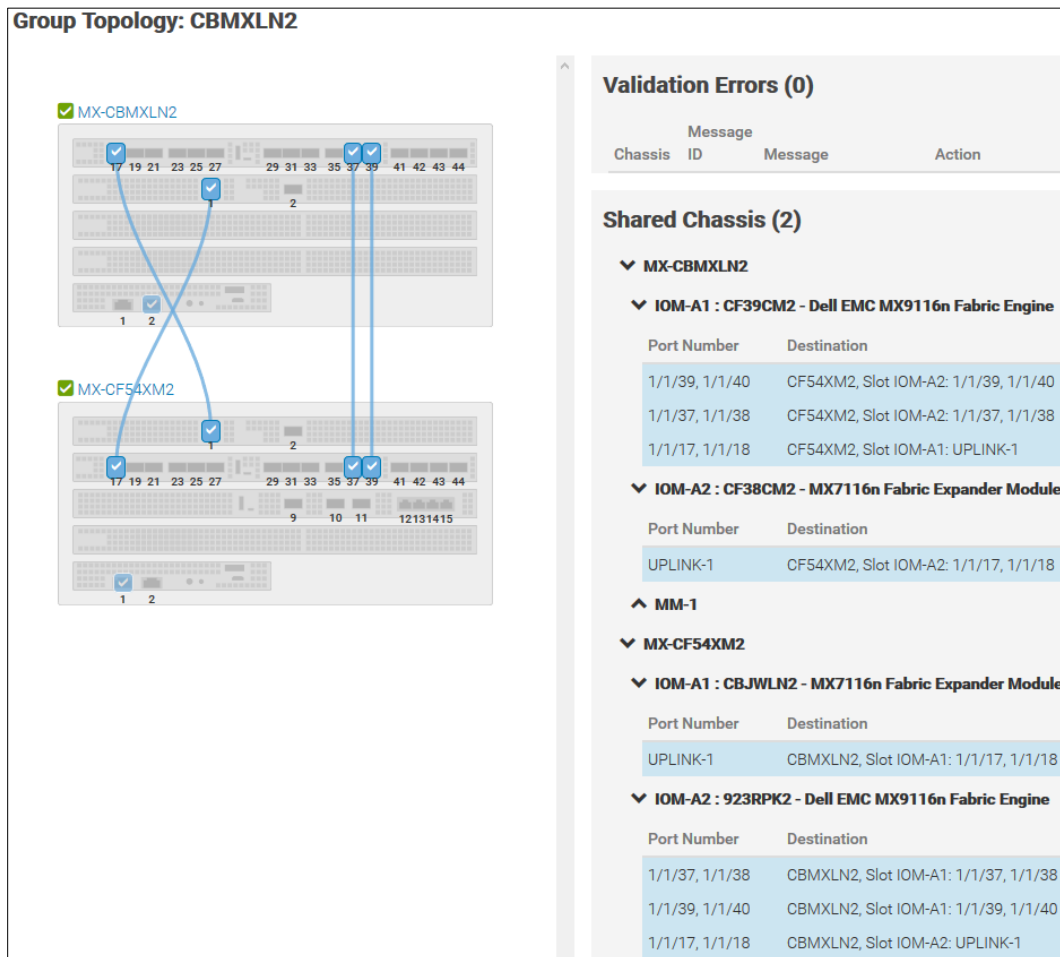 Group Topology: CBMXLN2
MX-CBMXLN2
17 19 21 23 25 27 29 31 33 35 37 39 41 42 43 44
1 2
1 2
MX-CF54XM2
1 2
17 19 21 23 25 27 29 31 33 35 37 39 41 42 43 44
9 10 11 12131415
1 2
Validation Errors (0)
Message
Chassis ID Message Action
Shared Chassis (2)
MX-CBMXLN2
IOM-A1 : CF39CM2 - Dell EMC MX9116n Fabric Engine
Port Number Destination
1/1/39, 1/1/40 CF54XM2, Slot IOM-A2: 1/1/39, 1/1/40
1/1/37, 1/1/38 CF54XM2, Slot IOM-A2: 1/1/37, 1/1/38
1/1/17, 1/1/18 CF54XM2, Slot IOM-A1: UPLINK-1
IOM-A2 : CF38CM2 - MX7116n Fabric Expander Module
Port Number Destination
UPLINK-1 CF54XM2, Slot IOM-A2: 1/1/17, 1/1/18
MM-1
MX-CF54XM2
IOM-A1 : CBJWLN2 - MX7116n Fabric Expander Module
Port Number Destination
UPLINK-1 CBMXLN2, Slot IOM-A1: 1/1/17, 1/1/18
IOM-A2 : 923RPK2 - Dell EMC MX9116n Fabric Engine
Port Number Destination
1/1/37, 1/1/38 CBMXLN2, Slot IOM-A1: 1/1/37, 1/1/38
1/1/39, 1/1/40 CBMXLN2, Slot IOM-A1: 1/1/39, 1/1/40
1/1/17, 1/1/18 CBMXLN2, Slot IOM-A2: UPLINK-1